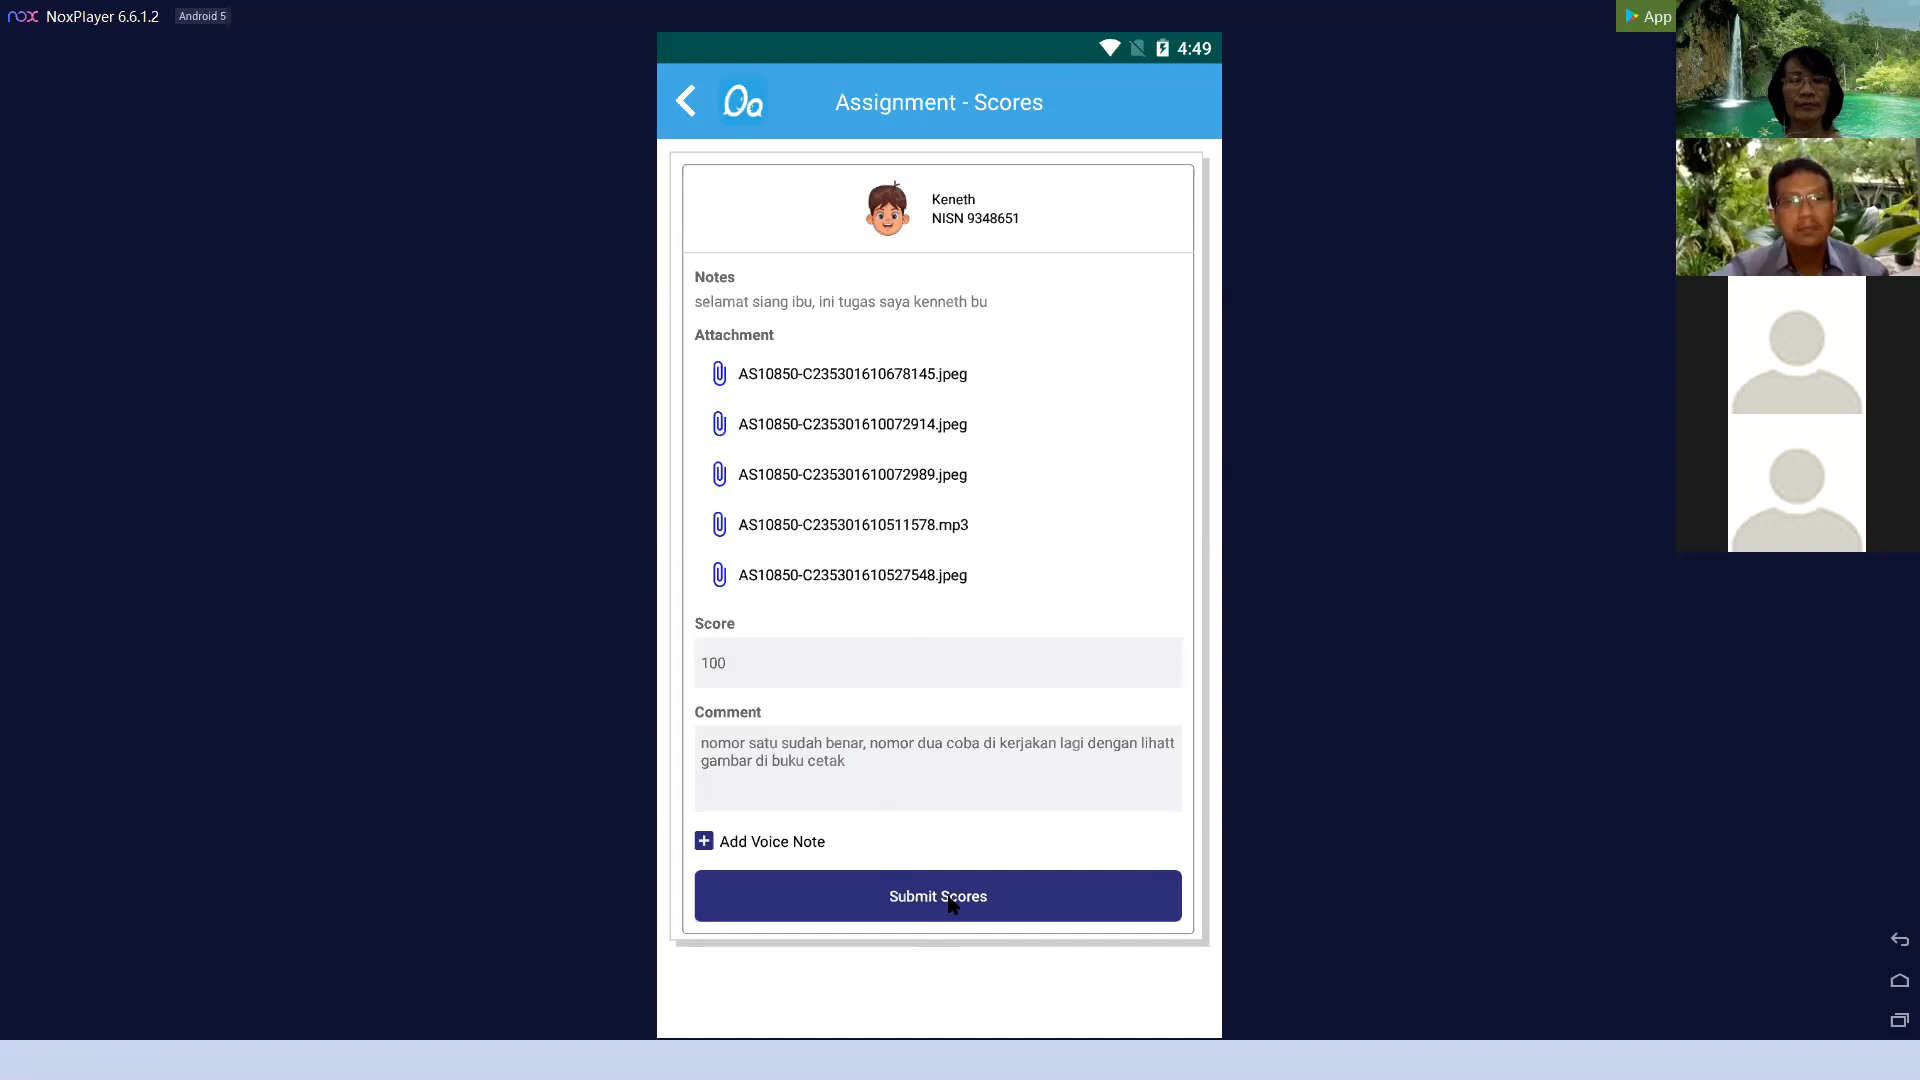 nox NoxPlayer 6.6.1.2 Android 5
App
4:49
Oa Assignment - Scores
Keneth
NISN 9348651
Notes
selamat siang ibu, ini tugas saya kenneth bu
Attachment
AS10850-C235301610678145.jpeg
AS10850-C235301610072914.jpeg
AS10850-C235301610072989.jpeg
AS10850-C235301610511578.mp3
AS10850-C235301610527548.jpeg
Score
100
Comment
nomor satu sudah benar, nomor dua coba di kerjakan lagi dengan lihatt
gambar di buku cetak
Add Voice Note
Submit Scores